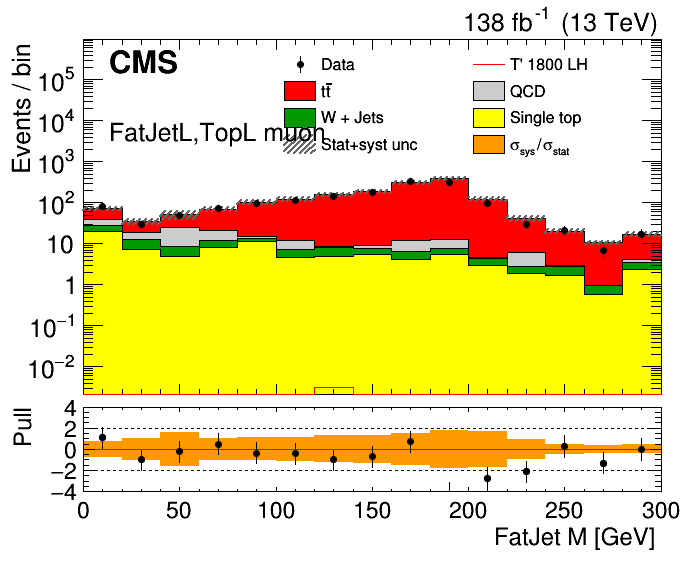 138 fb⁻¹ (13 TeV)
CMS
Data
T' 1800 LH
tt̄
QCD
W + Jets
Single top
FatJetL,TopL muon
Stat+syst unc
σsys/σstat
Events / bin
10⁵
10⁴
10³
10²
10
1
10⁻¹
10⁻²
Pull
4
2
0
−2
−4
0 50 100 150 200 250 300
FatJet M [GeV]